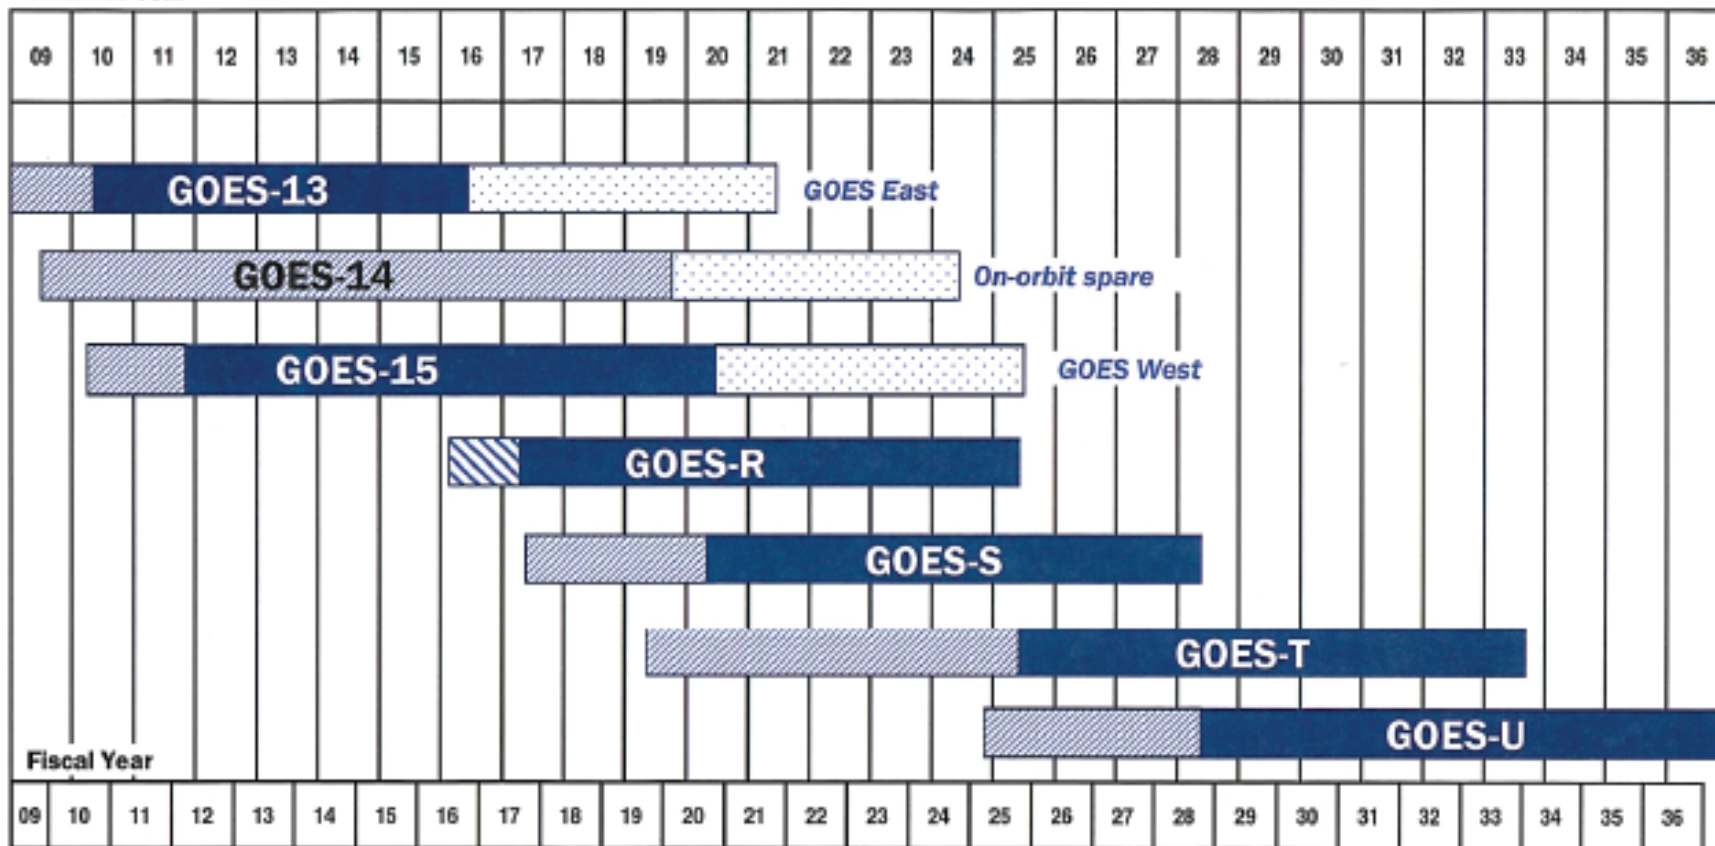 09 10 11 12 13 14 15 16 17 18 19 20 21 22 23 24 25 26 27 28 29 30 31 32 33 34 35 36
GOES-13 GOES East
GOES-14 On-orbit spare
GOES-15 GOES West
GOES-R
GOES-S
GOES-T
GOES-U
Fiscal Year
09 10 11 12 13 14 15 16 17 18 19 20 21 22 23 24 25 26 27 28 29 30 31 32 33 34 35 36